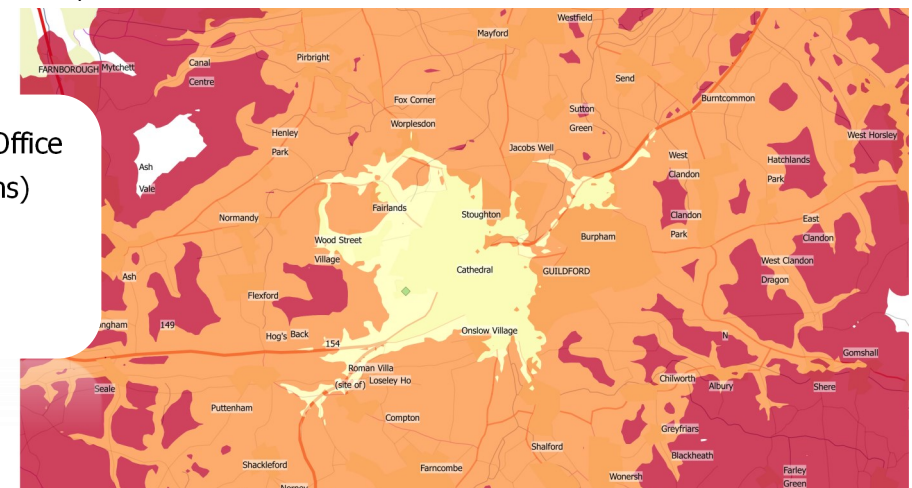 Westfield
Mayford
FARNBOROUGH
Mytchett
Canal
Centre
Pirbright
Send
Burntcommon
Fox Corner
Sutton
Green
Worplesdon
Office
Henley
Park
Jacobs Well
West Horsley
West
Clandon
Hatchlands
Park
Ash
Vale
ns)
Fairlands
Stoughton
Normandy
Clandon
Park
East
Clandon
Wood Street
Village
Burpham
West Clandon
Dragon
Ash
Cathedral
GUILDFORD
Flexford
ngham
149
Hog's Back
154
Onslow Village
N
Gomshall
Roman Villa
(site of)
Loseley Ho
Seale
Chilworth
Albury
Shere
Puttenham
Compton
Greyfriars
Shalford
Blackheath
Shackleford
Farncombe
Wonersh
Farley
Green